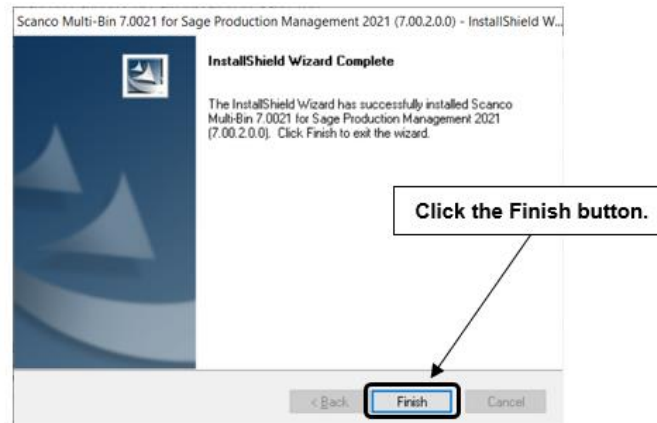 Scanco Multi-Bin 7.0021 for Sage Production Management 2021 (7.00.2.0.0) - InstallShield W...
InstallShield Wizard Complete
The InstallShield Wizard has successfully installed Scanco
Multi-Bin 7.0021 for Sage Production Management 2021
(7.00.2.0.0). Click Finish to exit the wizard.
Click the Finish button.
< Back
Finish
Cancel